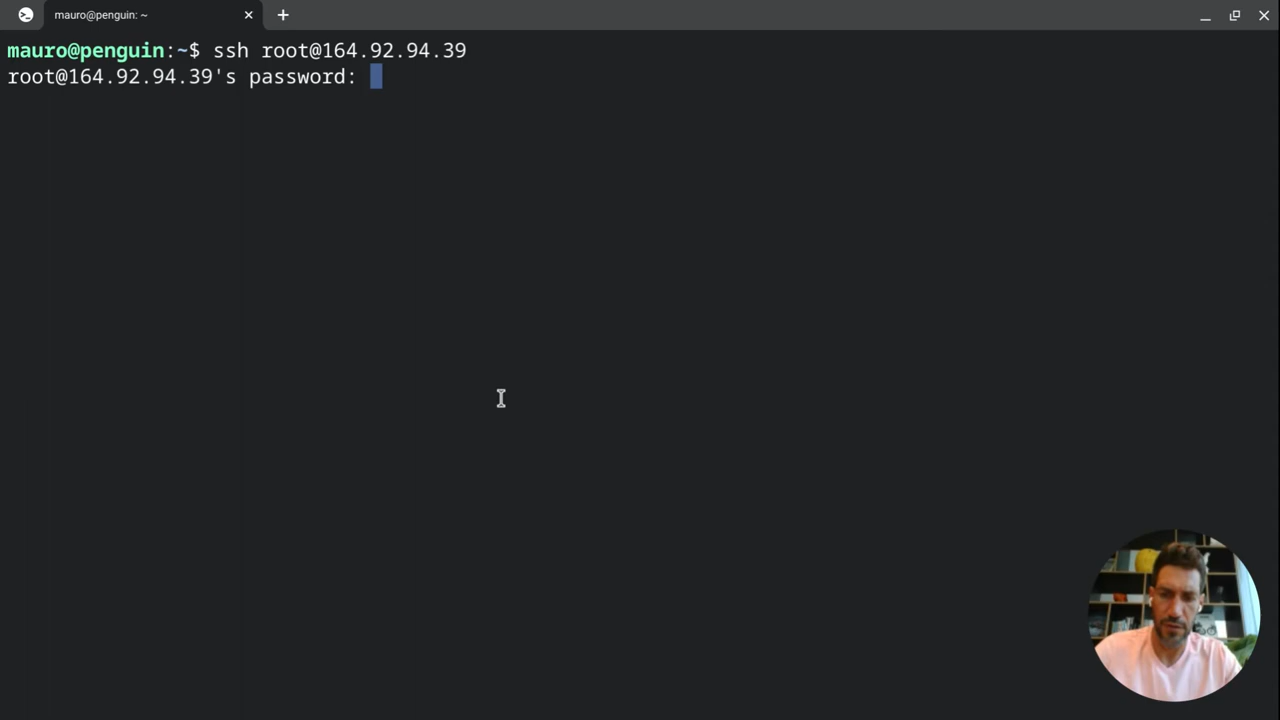 mauro@penguin: ~
mauro@penguin:~$ ssh root@164.92.94.39
root@164.92.94.39's password: